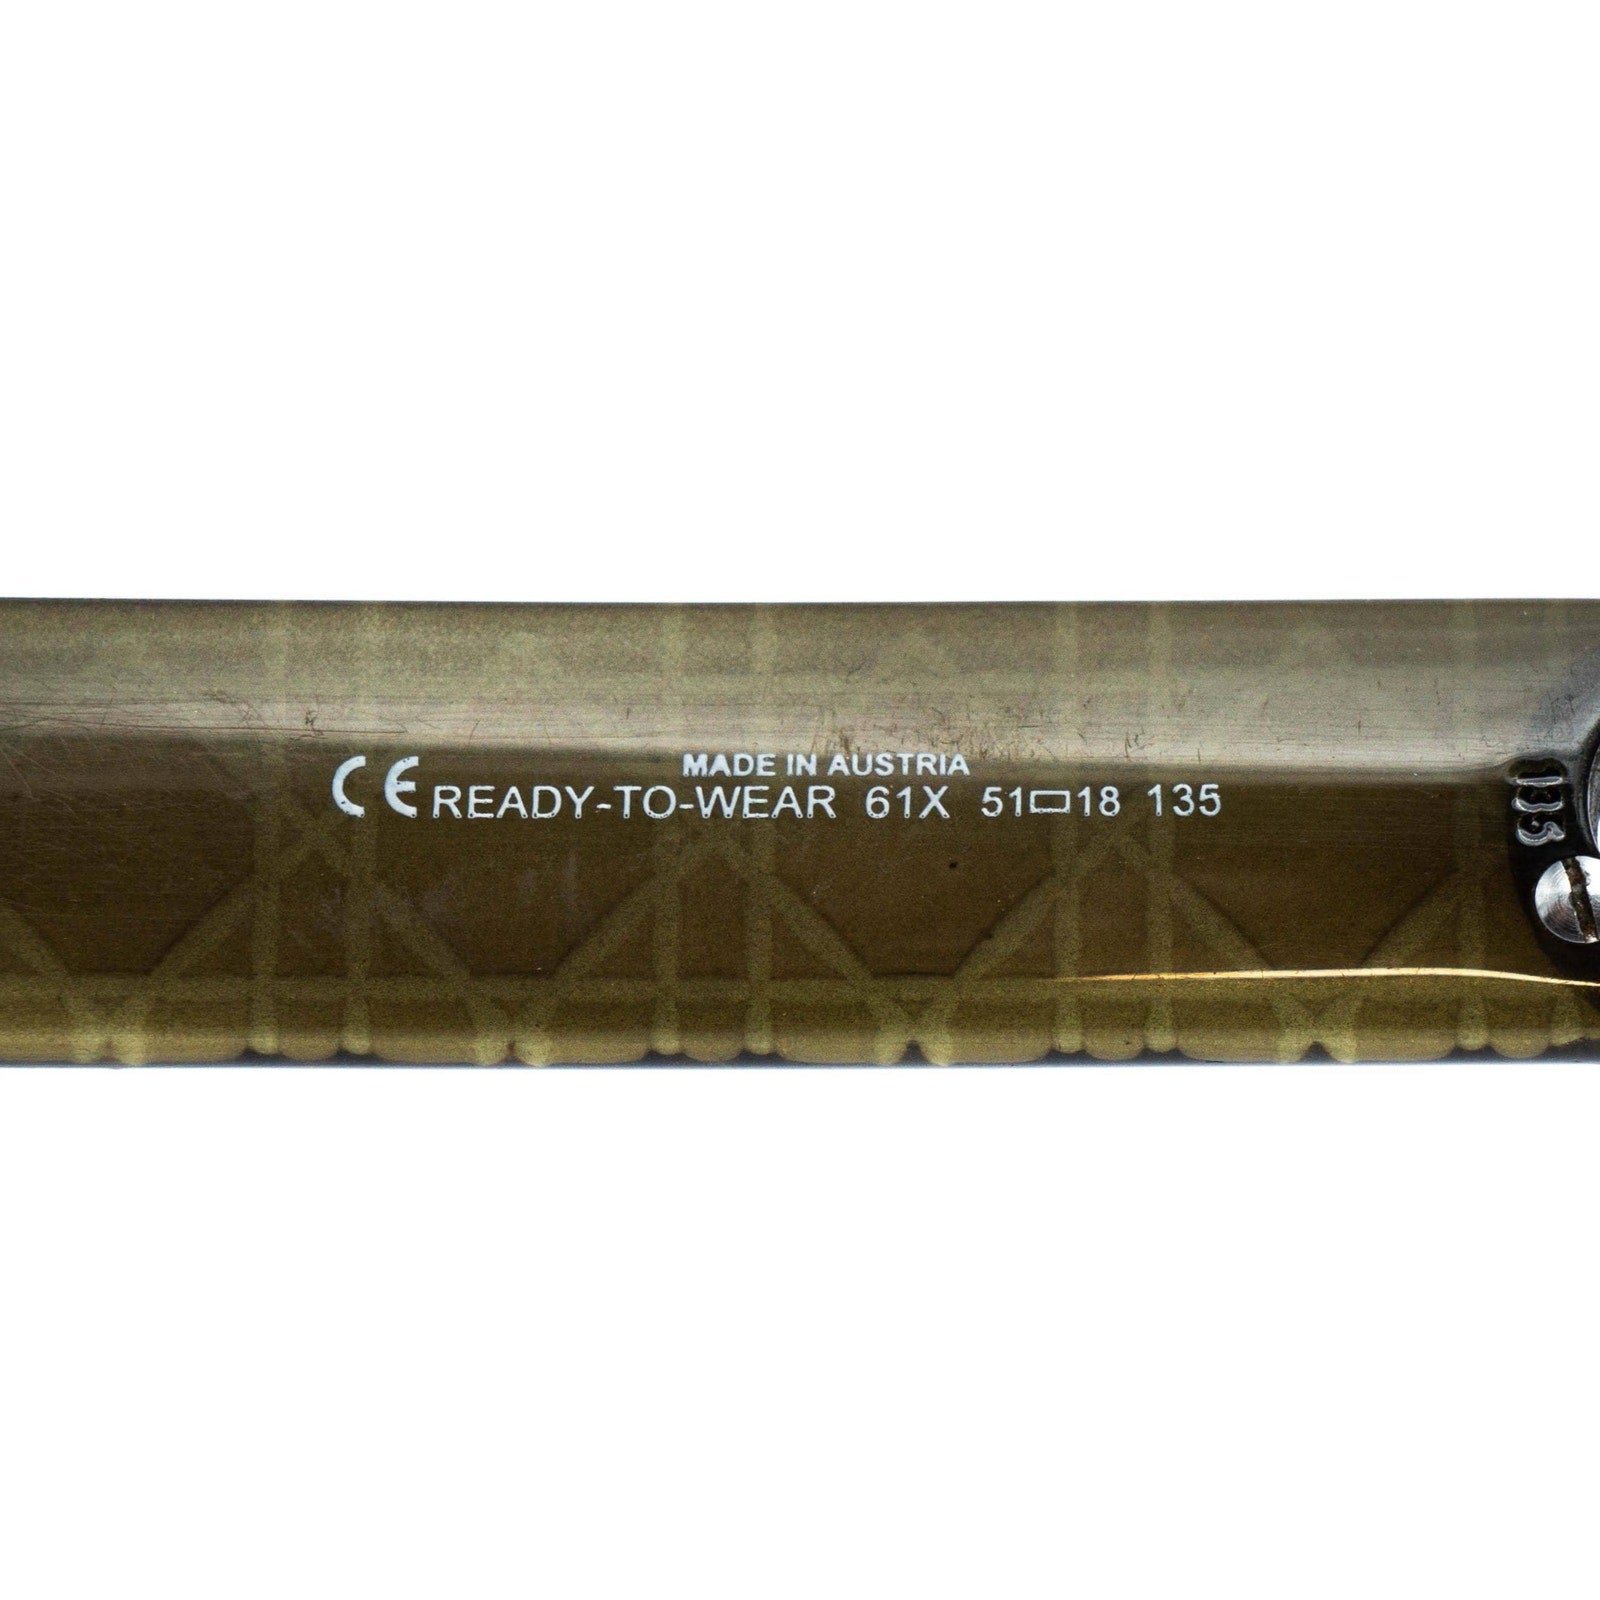 MADE IN AUSTRIA
CE READY-TO-WEAR 61X 51▭18 135
135